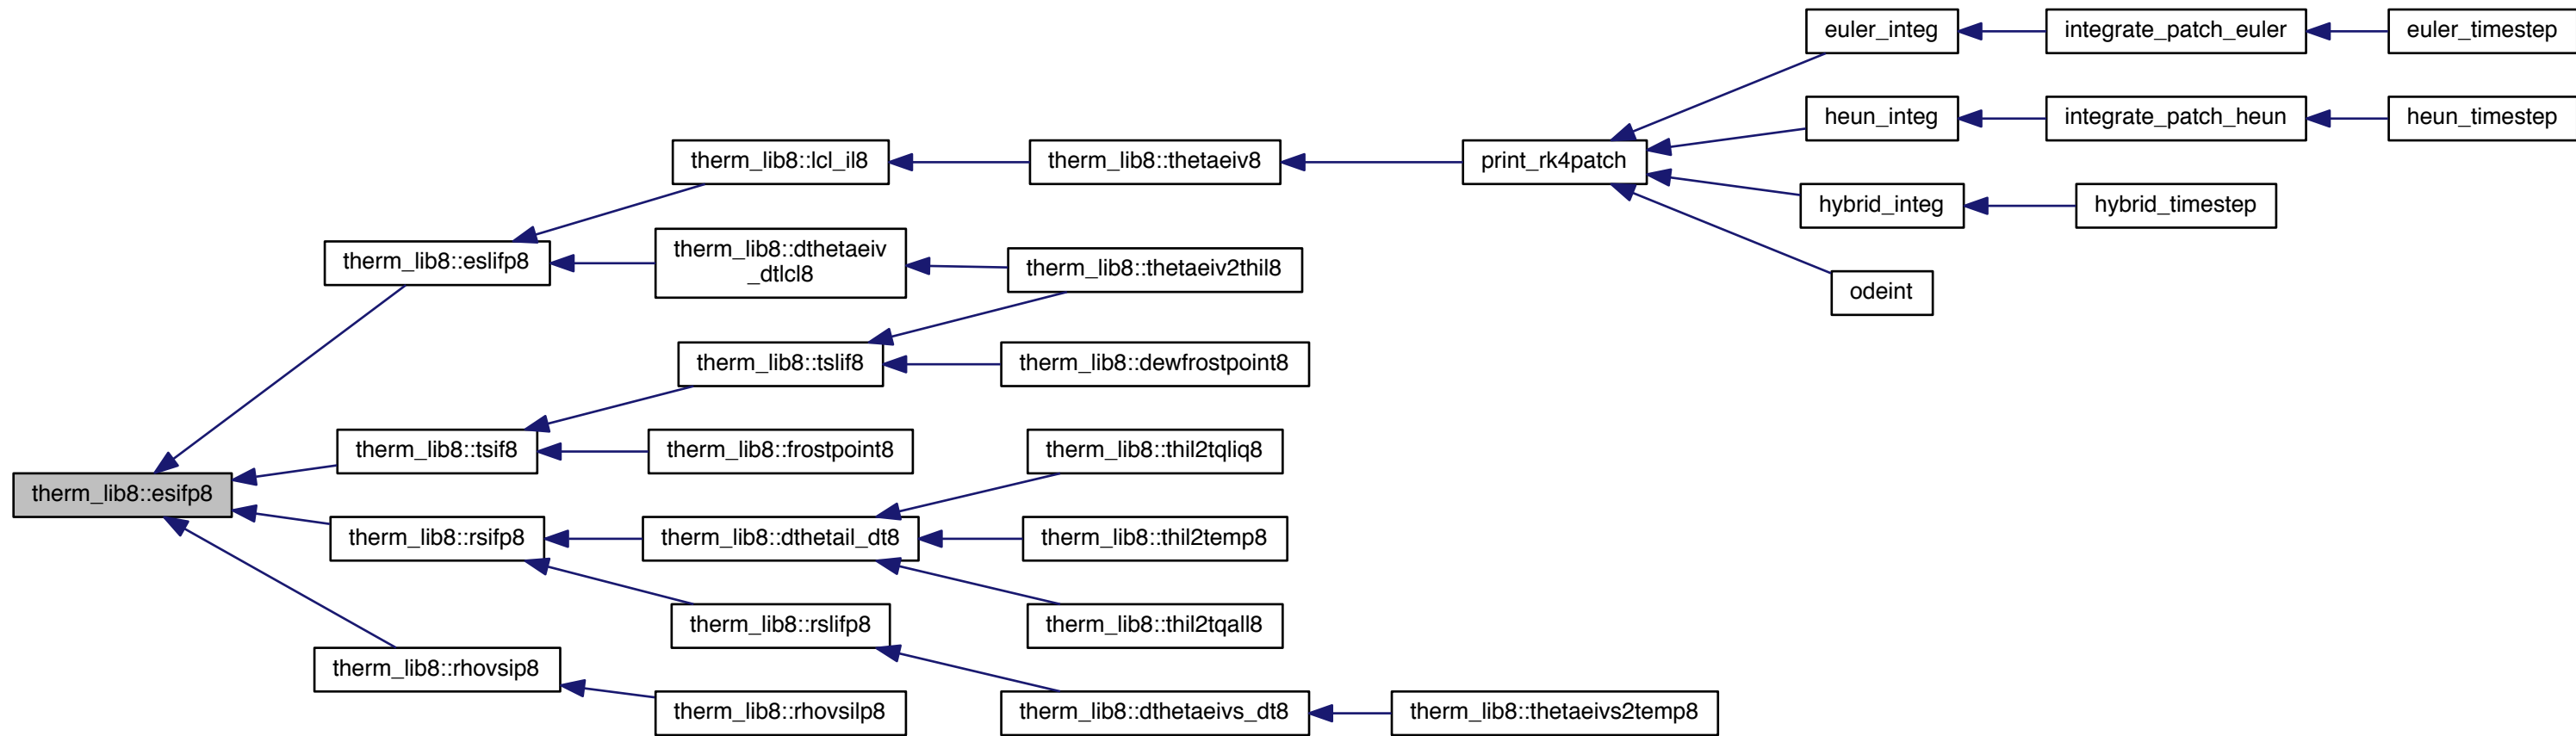 euler_integ
integrate_patch_euler
euler_timestep
heun_integ
integrate_patch_heun
heun_timestep
therm_lib8::lcl_il8
therm_lib8::thetaeiv8
print_rk4patch
hybrid_integ
hybrid_timestep
therm_lib8::eslifp8
therm_lib8::dthetaeiv
_dtlcl8
therm_lib8::thetaeiv2thil8
odeint
therm_lib8::tslif8
therm_lib8::dewfrostpoint8
therm_lib8::tsif8
therm_lib8::frostpoint8
therm_lib8::thil2tqliq8
therm_lib8::esifp8
therm_lib8::rsifp8
therm_lib8::dthetail_dt8
therm_lib8::thil2temp8
therm_lib8::rslifp8
therm_lib8::thil2tqall8
therm_lib8::rhovsip8
therm_lib8::rhovsilp8
therm_lib8::dthetaeivs_dt8
therm_lib8::thetaeivs2temp8